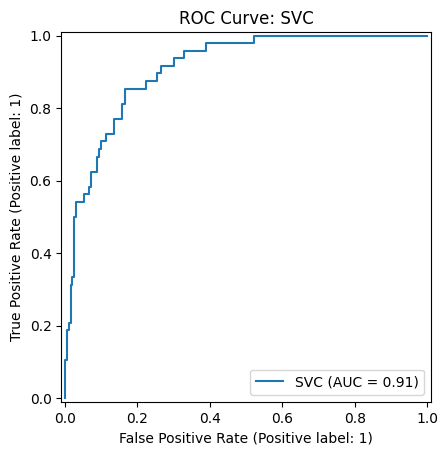 ROC Curve: SVC
1.0
0.8
0.6
0.4
0.2
0.0
True Positive Rate (Positive label: 1)
SVC (AUC = 0.91)
0.0 0.2 0.4 0.6 0.8 1.0
False Positive Rate (Positive label: 1)